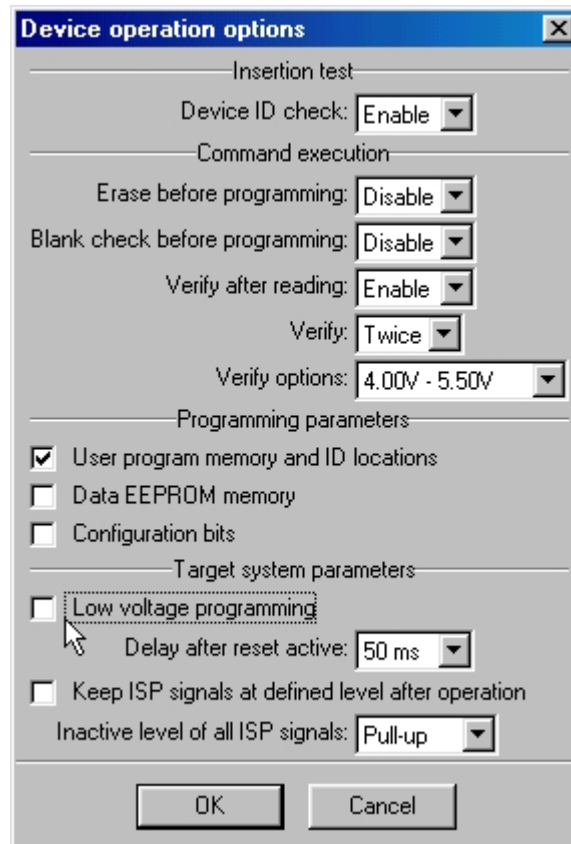 Device operation options
Insertion test
Device ID check: Enable
Command execution
Erase before programming: Disable
Blank check before programming: Disable
Verify after reading: Enable
Verify: Twice
Verify options: 4.00V - 5.50V
Programming parameters
User program memory and ID locations
Data EEPROM memory
Configuration bits
Target system parameters
Low voltage programming
Delay after reset active: 50 ms
Keep ISP signals at defined level after operation
Inactive level of all ISP signals: Pull-up
OK Cancel